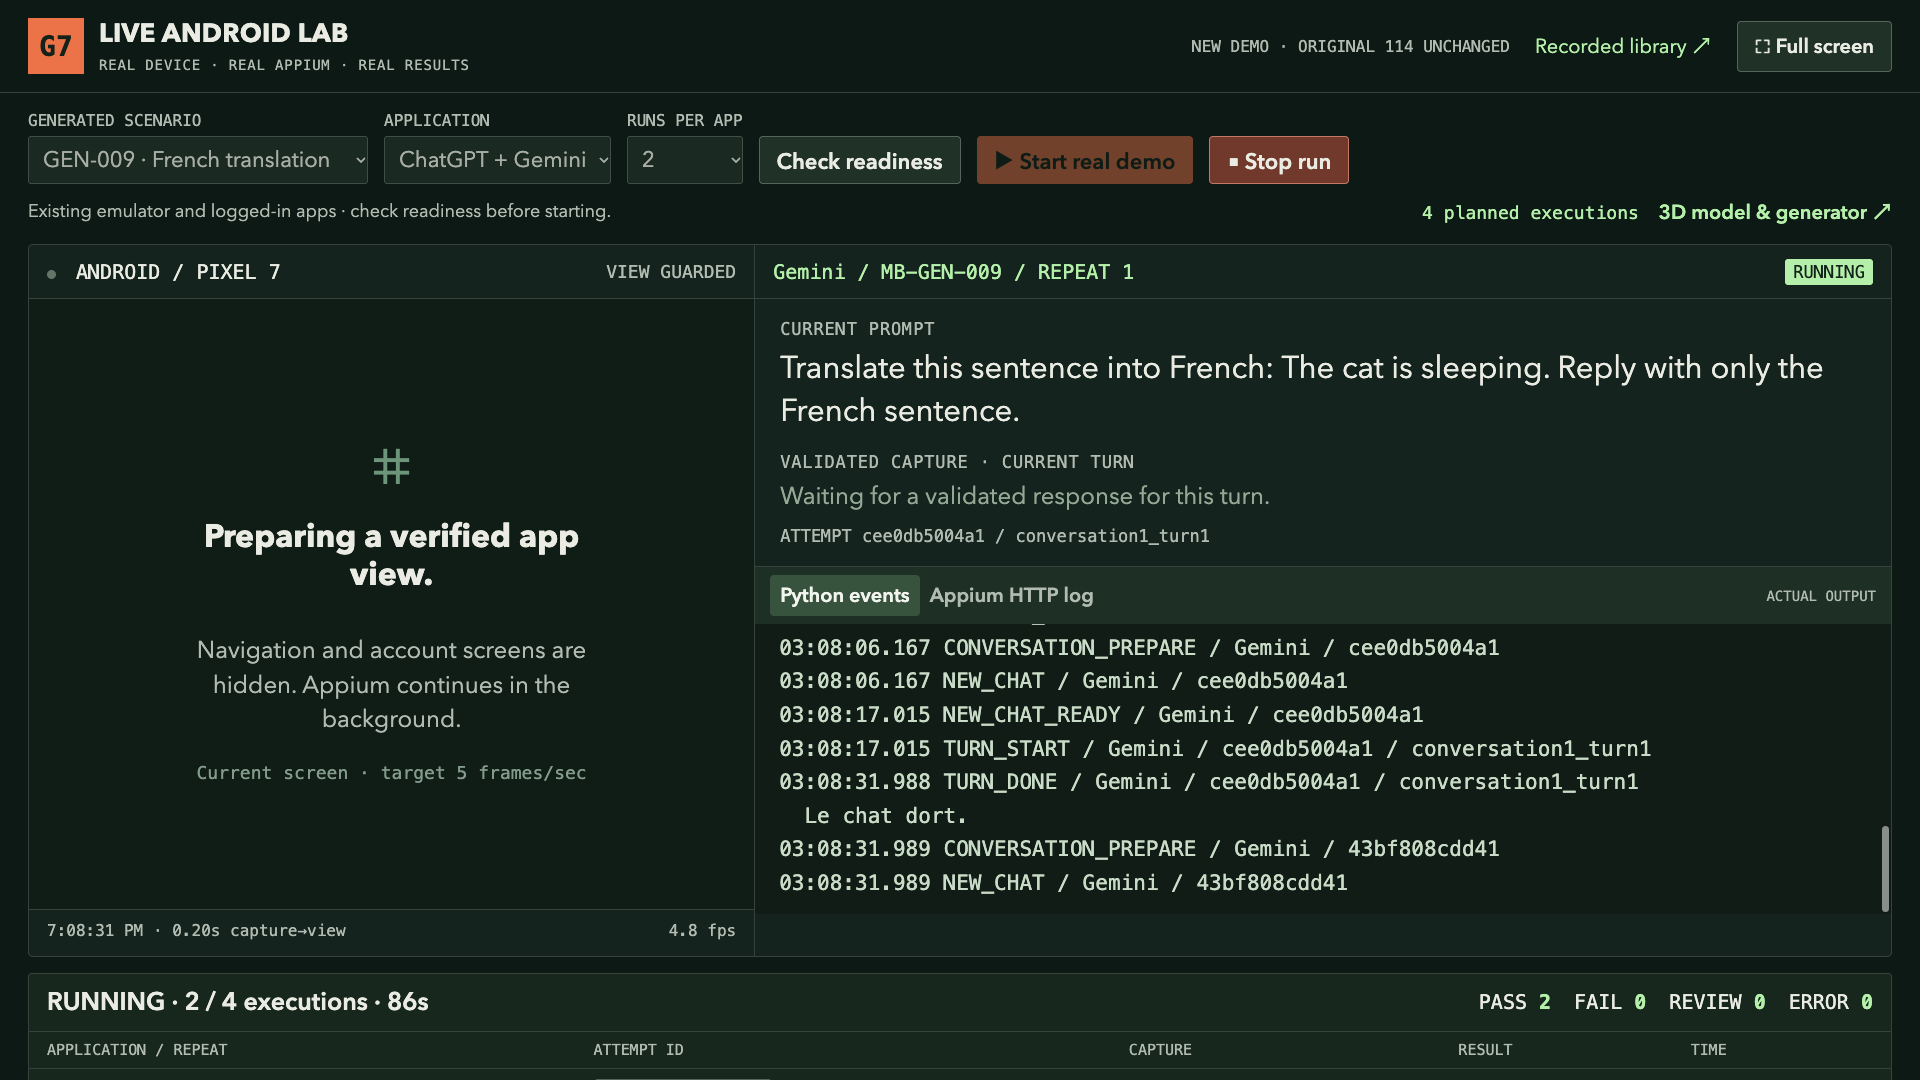 G7
LIVE ANDROID LAB
REAL DEVICE · REAL APPIUM · REAL RESULTS
NEW DEMO · ORIGINAL 114 UNCHANGED
Recorded library ↗
Full screen
GENERATED SCENARIO
GEN-009 · French translation
APPLICATION
ChatGPT + Gemini
RUNS PER APP
2
Check readiness
▶ Start real demo
■ Stop run
Existing emulator and logged-in apps · check readiness before starting.
4 planned executions
3D model & generator ↗
ANDROID / PIXEL 7
VIEW GUARDED
Preparing a verified app
view.
Navigation and account screens are
hidden. Appium continues in the
background.
Current screen · target 5 frames/sec
7:08:31 PM · 0.20s capture→view
4.8 fps
Gemini / MB-GEN-009 / REPEAT 1
RUNNING
CURRENT PROMPT
Translate this sentence into French: The cat is sleeping. Reply with only the
French sentence.
VALIDATED CAPTURE · CURRENT TURN
Waiting for a validated response for this turn.
ATTEMPT cee0db5004a1 / conversation1_turn1
Python events
Appium HTTP log
ACTUAL OUTPUT
03:08:06.167 CONVERSATION_PREPARE / Gemini / cee0db5004a1
03:08:06.167 NEW_CHAT / Gemini / cee0db5004a1
03:08:17.015 NEW_CHAT_READY / Gemini / cee0db5004a1
03:08:17.015 TURN_START / Gemini / cee0db5004a1 / conversation1_turn1
03:08:31.988 TURN_DONE / Gemini / cee0db5004a1 / conversation1_turn1
Le chat dort.
03:08:31.989 CONVERSATION_PREPARE / Gemini / 43bf808cdd41
03:08:31.989 NEW_CHAT / Gemini / 43bf808cdd41
RUNNING · 2 / 4 executions · 86s
PASS 2 FAIL 0 REVIEW 0 ERROR 0
APPLICATION / REPEAT
ATTEMPT ID
CAPTURE
RESULT
TIME